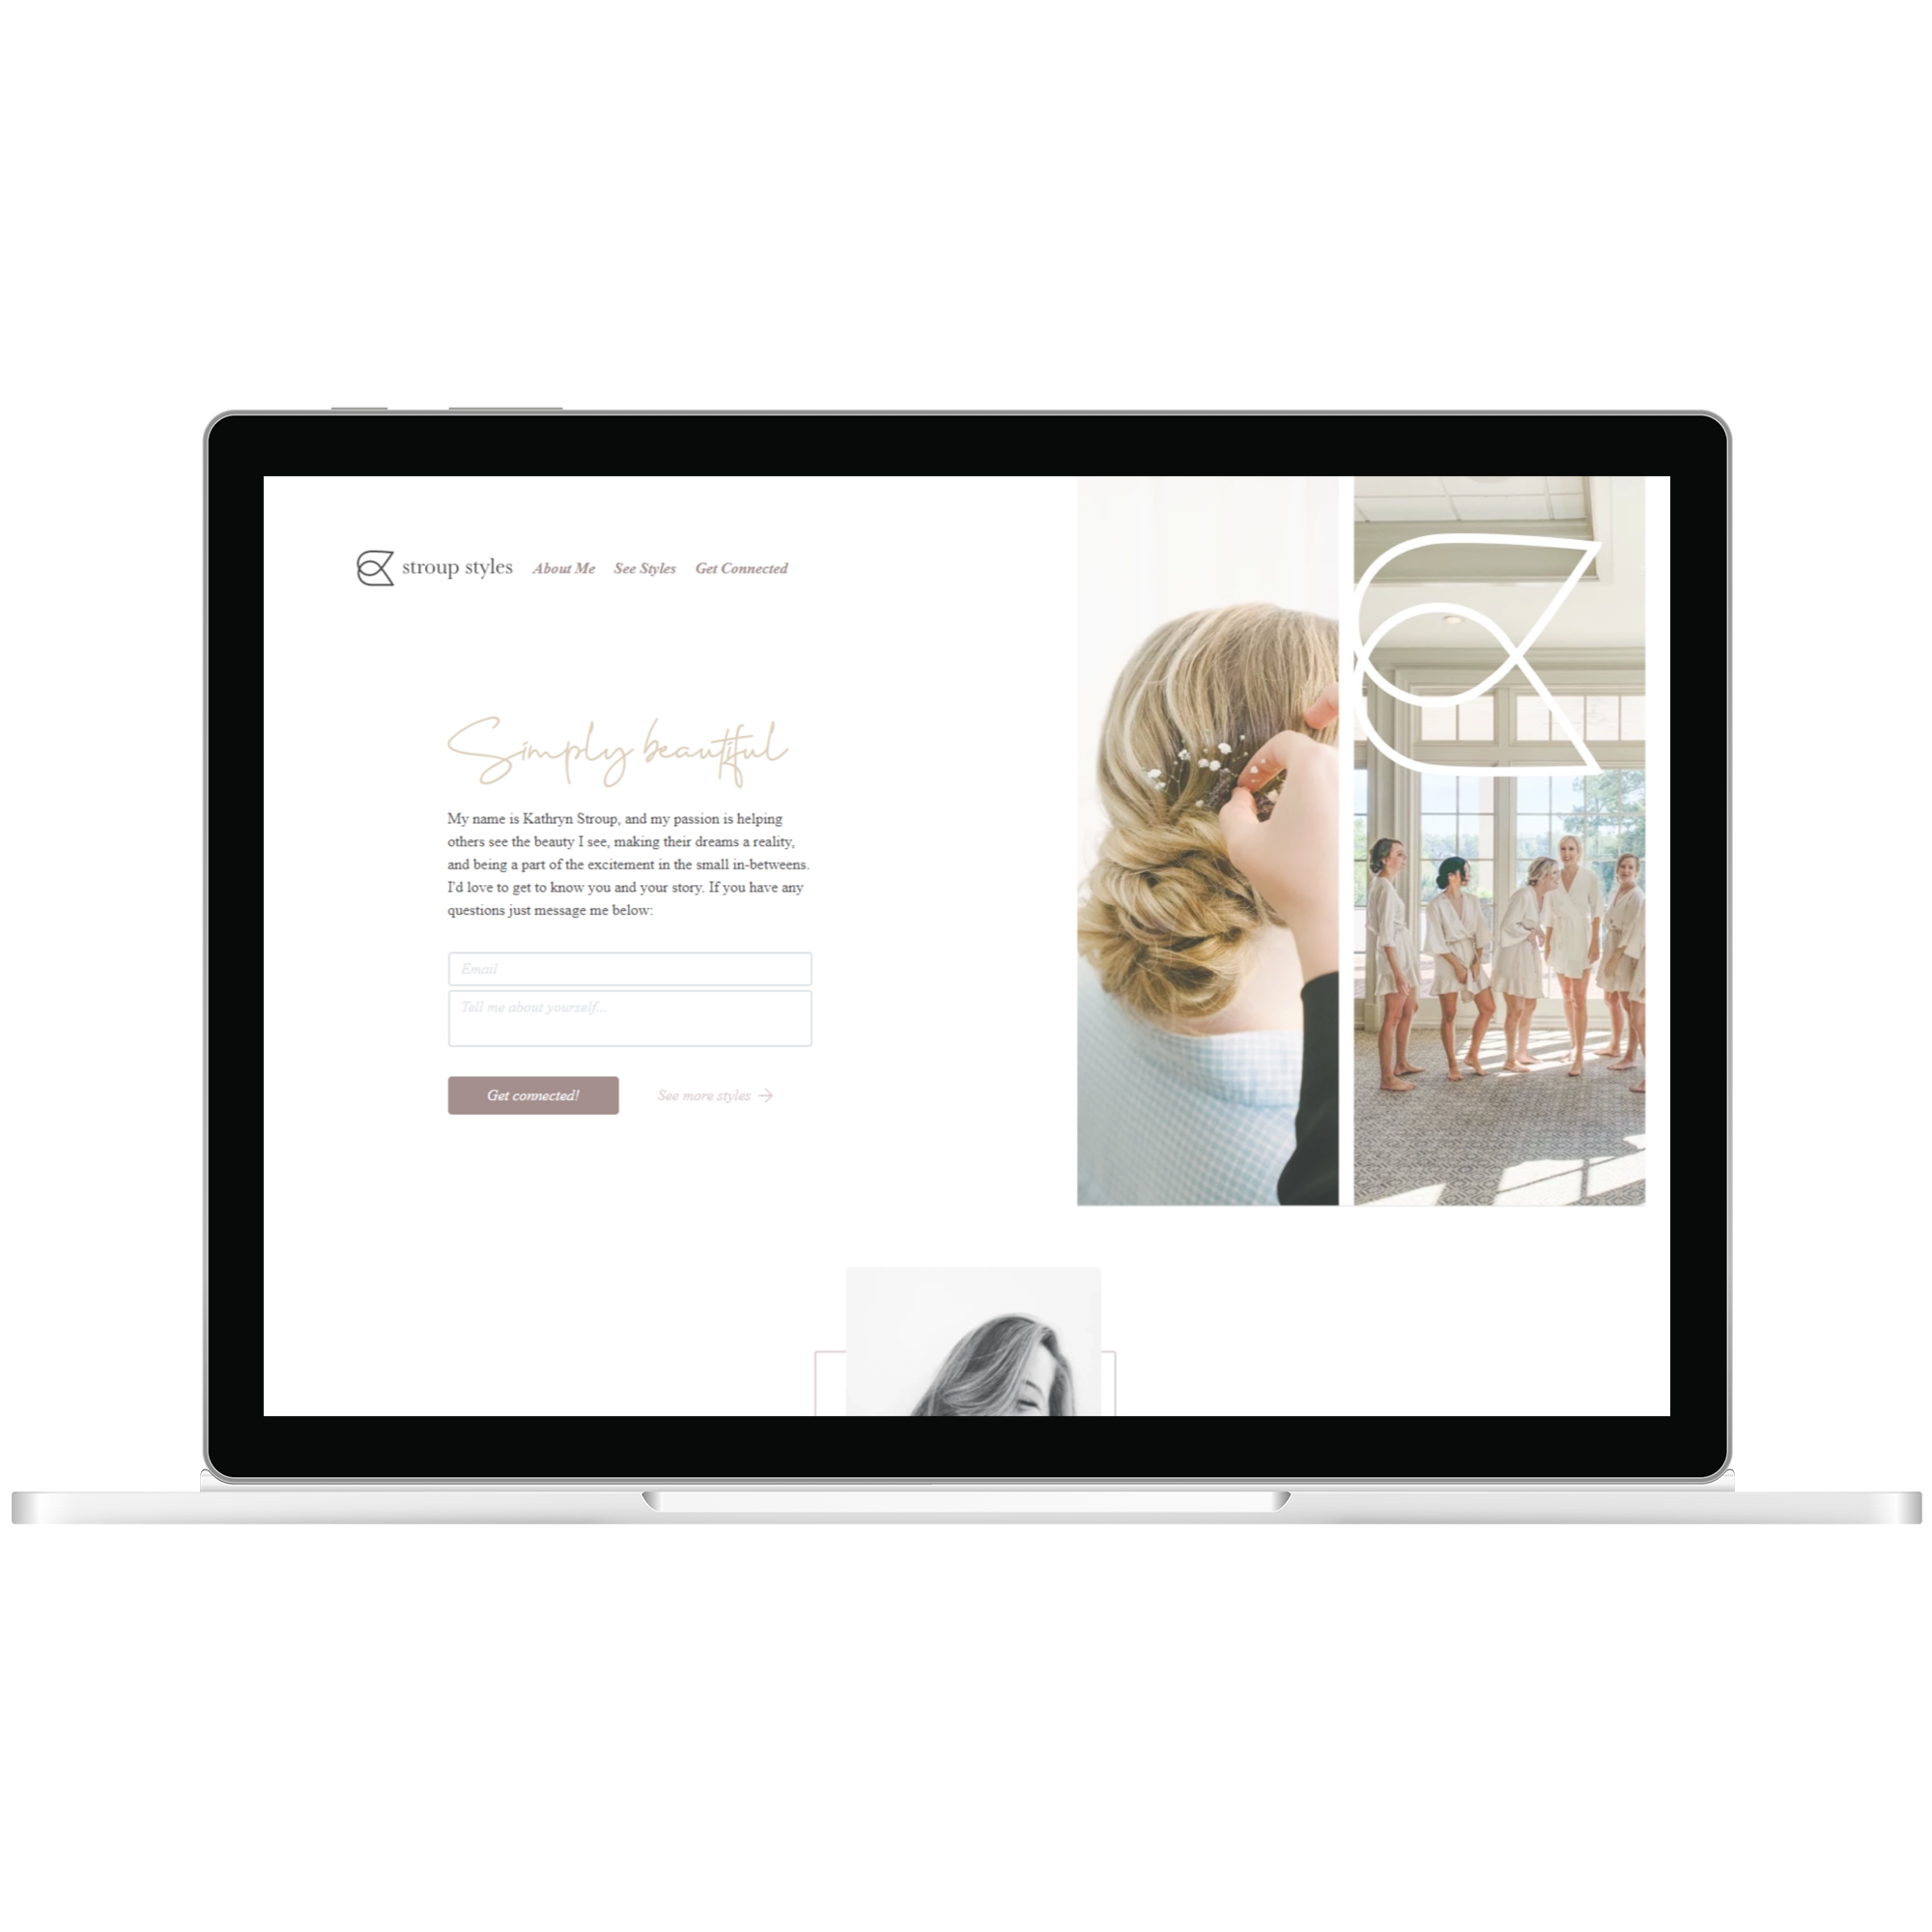 stroup styles About Me See Styles Get Connected
Simply beautiful
My name is Kathryn Stroup, and my passion is helping
others see the beauty I see, making their dreams a reality,
and being a part of the excitement in the small in-betweens.
I'd love to get to know you and your story. If you have any
questions just message me below:
Email
Tell me about yourself...
Get connected! See more styles →